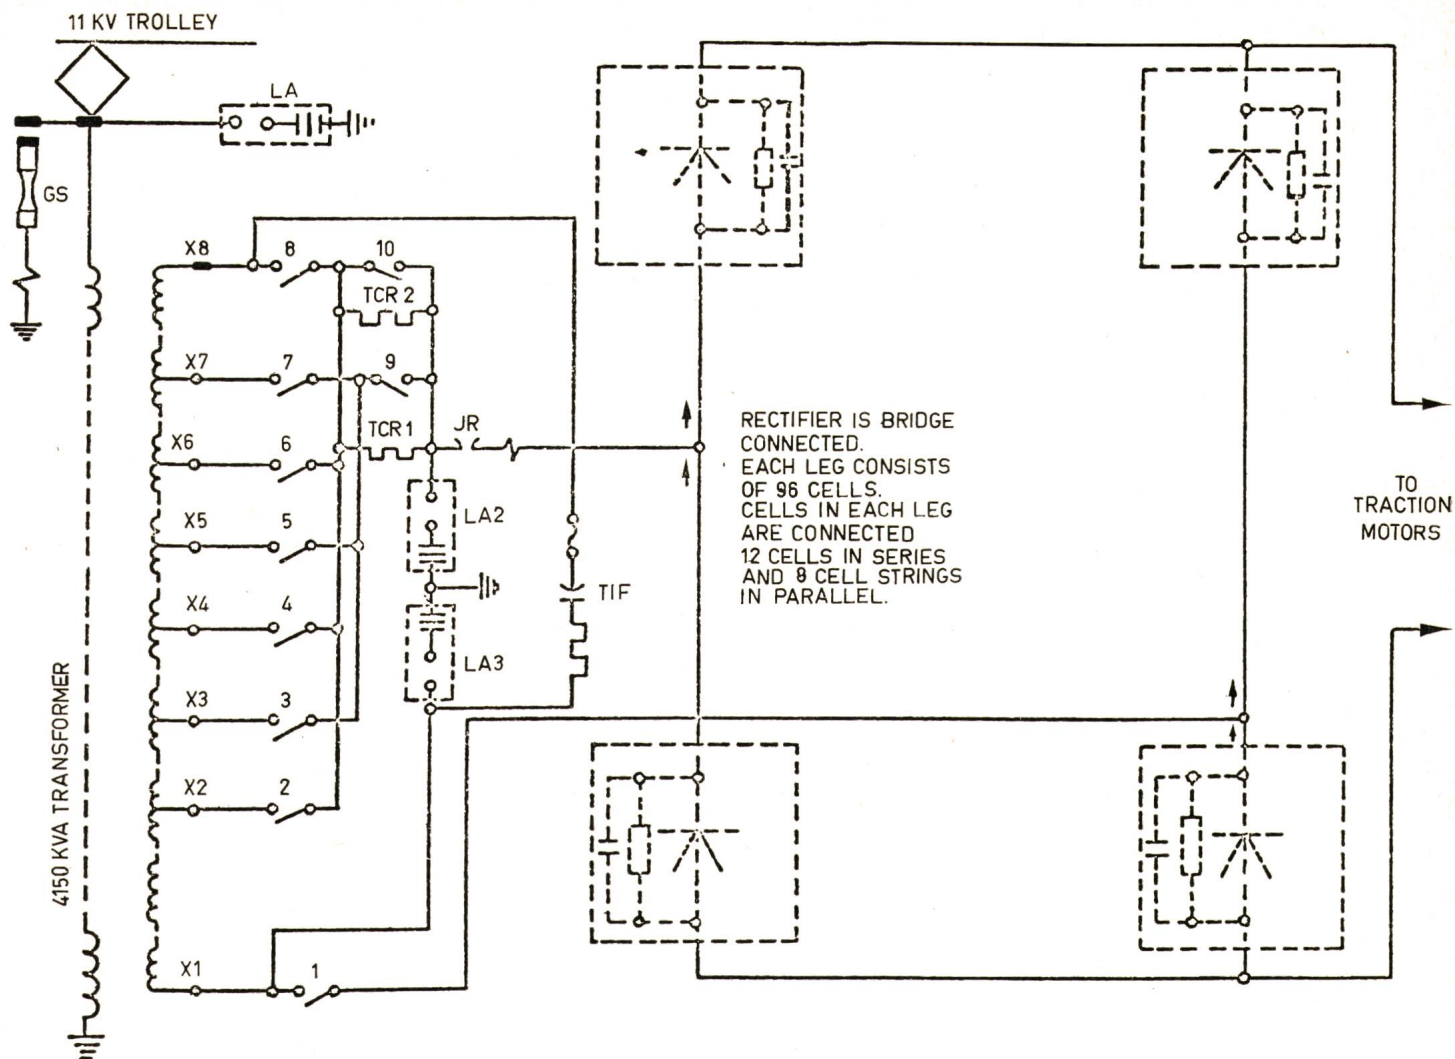 11 KV TROLLEY
LA
GS
X8
8
10
TCR 2
X7
7
9
X6
6
TCR 1
JR
X5
5
LA2
X4
4
TIF
X3
3
LA3
X2
2
X1
1
4150 KVA TRANSFORMER
RECTIFIER IS BRIDGE
CONNECTED.
EACH LEG CONSISTS
OF 96 CELLS.
CELLS IN EACH LEG
ARE CONNECTED
12 CELLS IN SERIES
AND 8 CELL STRINGS
IN PARALLEL.
TO
TRACTION
MOTORS